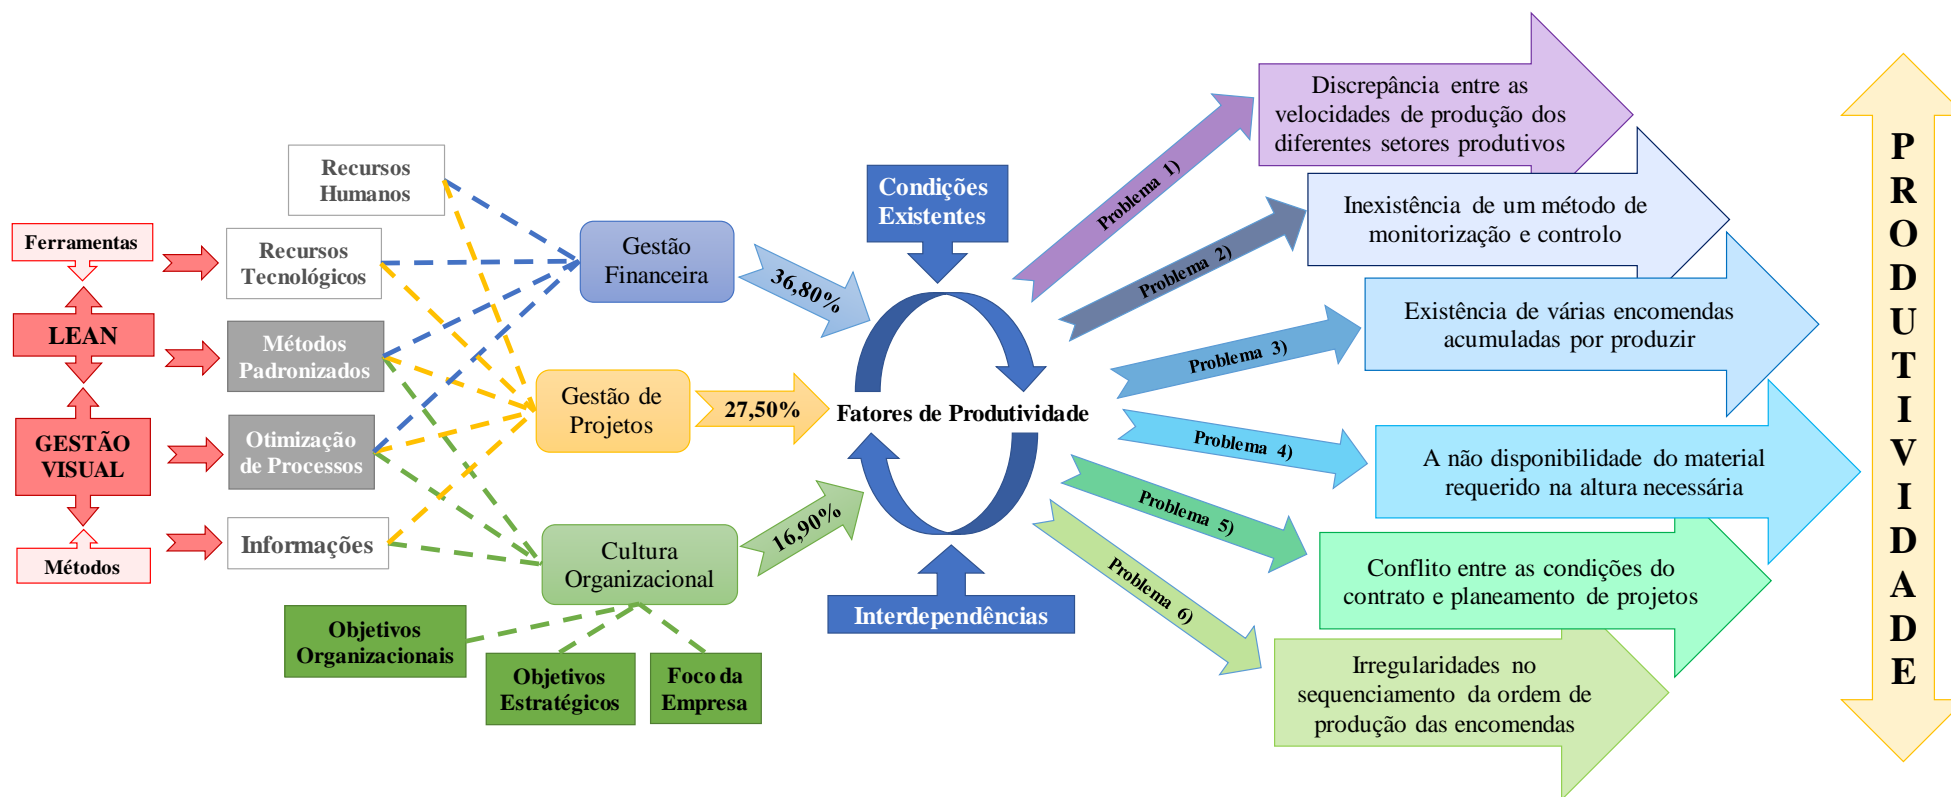 Ferramentas
LEAN
GESTÃO
VISUAL
Métodos
Recursos
Humanos
Recursos
Tecnológicos
Métodos
Padronizados
Otimização
de Processos
Informações
Gestão
Financeira
Gestão de
Projetos
Cultura
Organizacional
Objetivos
Organizacionais
Objetivos
Estratégicos
Foco da
Empresa
36,80%
27,50%
16,90%
Condições
Existentes
Fatores de Produtividade
Interdependências
Problema 1)
Discrepância entre as
velocidades de produção dos
diferentes setores produtivos
Problema 2)
Inexistência de um método de
monitorização e controlo
Problema 3)
Existência de várias encomendas
acumuladas por produzir
Problema 4)
A não disponibilidade do material
requerido na altura necessária
Problema 5)
Conflito entre as condições do
contrato e planeamento de projetos
Problema 6)
Irregularidades no
sequenciamento da ordem de
produção das encomendas
PRODUTIVIDADE